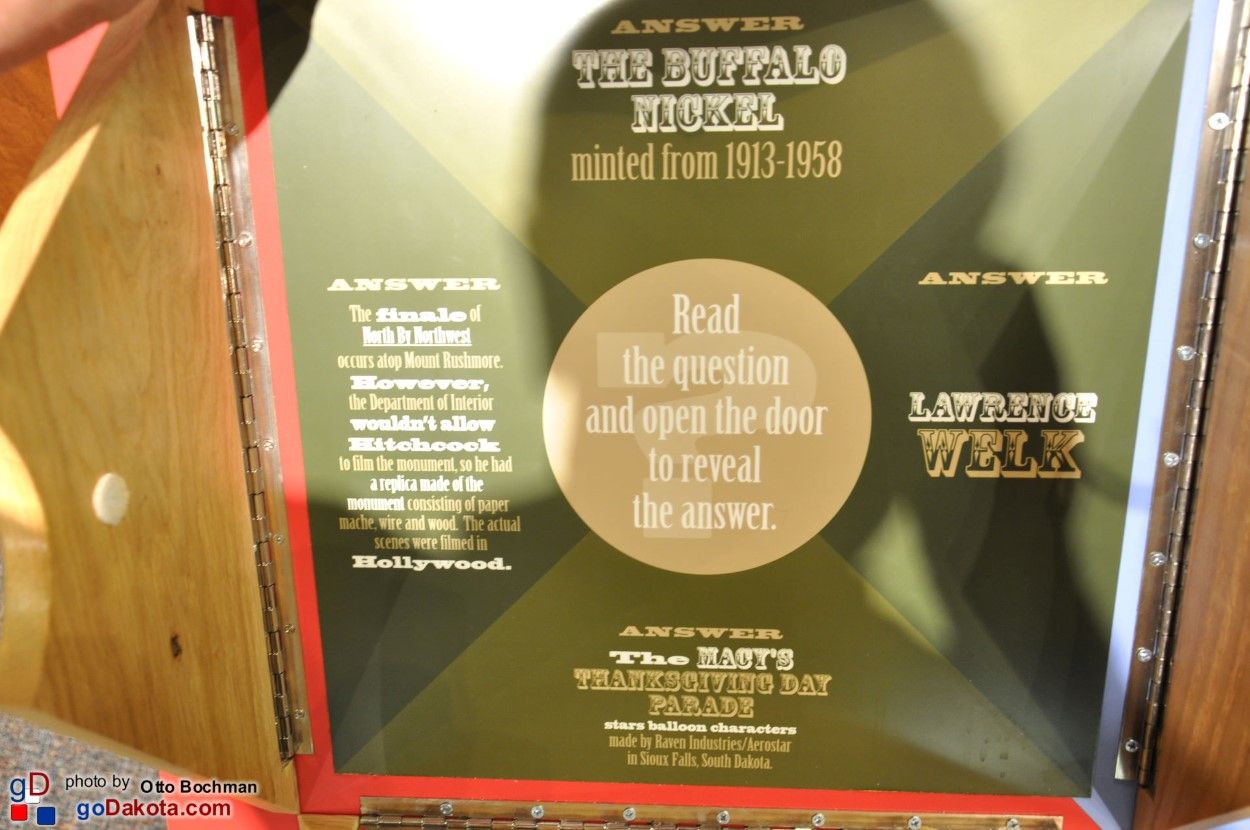 ANSWER
THE BUFFALO
NICKEL
minted from 1913-1958
ANSWER
The finale of
North By Northwest
occurs atop Mount Rushmore.
However,
the Department of Interior
wouldn't allow
Hitchcock
to film the monument, so he had
a replica made of the
monument consisting of paper
mache, wire and wood. The actual
scenes were filmed in
Hollywood.
?
Read
the question
and open the door
to reveal
the answer.
ANSWER
LAWRENCE
WELK
ANSWER
The MACY'S
THANKSGIVING DAY
PARADE
stars balloon characters
made by Raven Industries/Aerostar
in Sioux Falls, South Dakota.
gD photo by Otto Bochman
goDakota.com